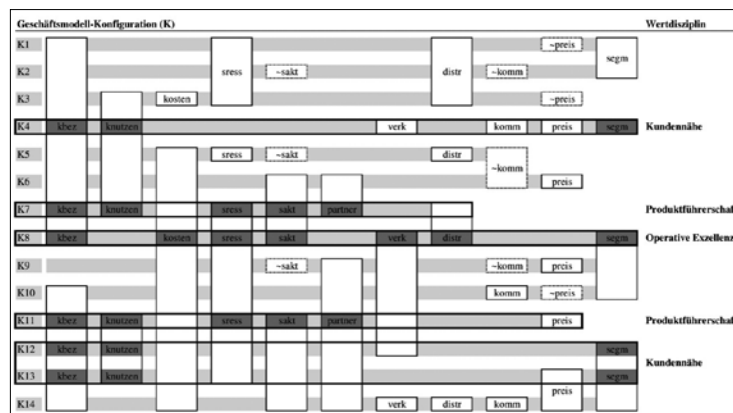 Geschäftsmodell-Konfiguration (K) Wertdisziplin
K1 ~preis
segm
K2 sress ~sakt distr ~komm
K3 kosten ~preis
K4 kbez knutzen verk komm preis segm Kundennähe
K5 sress ~sakt distr
~komm
K6 preis
K7 kbez knutzen sress sakt partner Produktführerschaf
K8 kbez kosten sress sakt verk distr segm Operative Exzellenz
K9 ~sakt ~komm preis
K10 komm ~preis
K11 kbez knutzen sress sakt partner preis Produktführerschaf
K12 kbez knutzen segm
Kundennähe
K13 kbez knutzen segm
preis
K14 verk distr komm